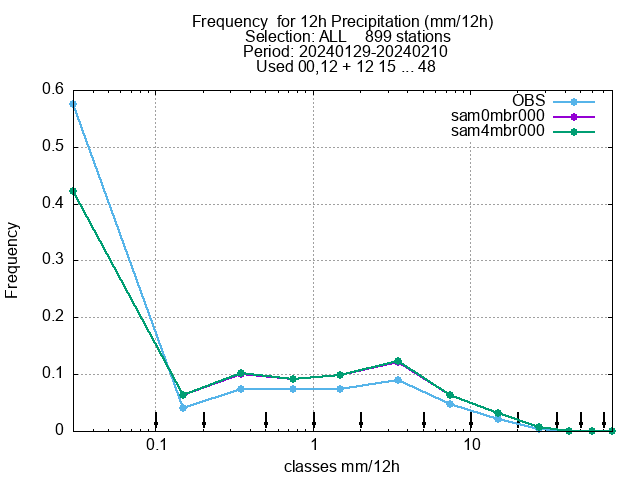 Frequency  for 12h Precipitation (mm/12h)
Selection: ALL    899 stations
Period: 20240129-20240210
Used 00,12 + 12 15 ... 48
OBS
sam0mbr000
sam4mbr000
0.6
0.5
0.4
0.3
0.2
0.1
0
Frequency
0.1
1
10
classes mm/12h